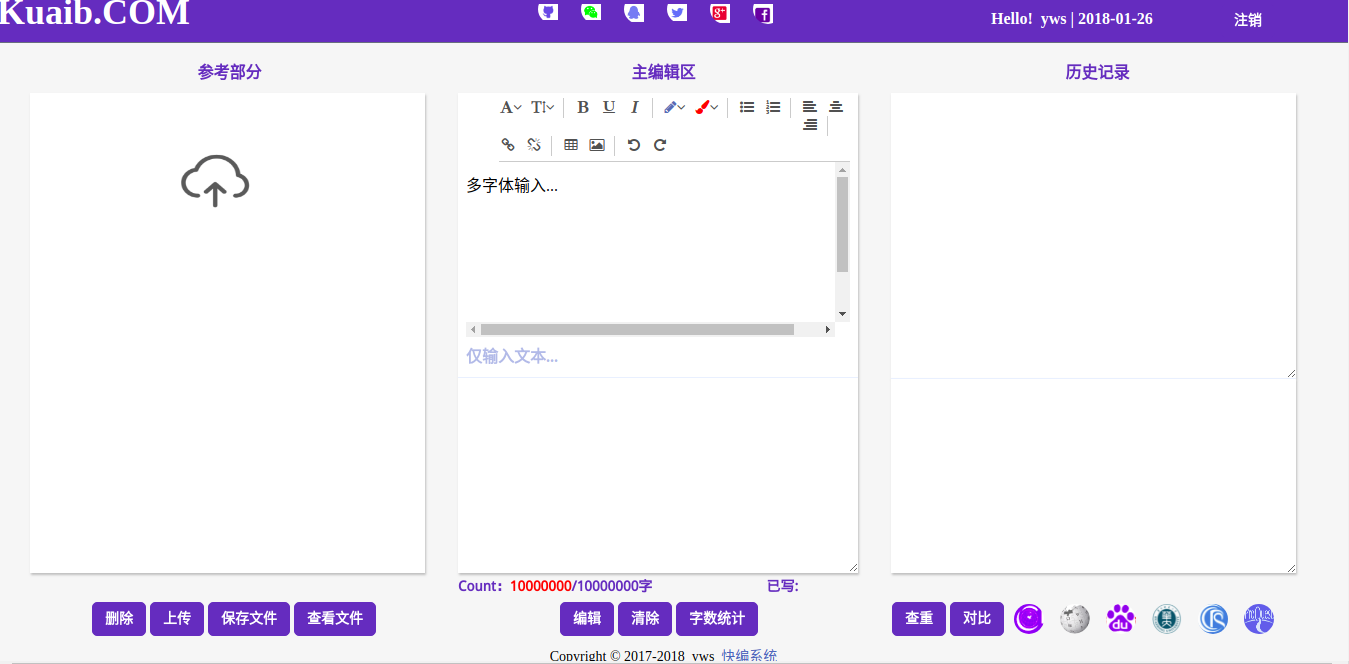 Kuaib.COM
Hello! yws | 2018-01-26
注销
参考部分
主编辑区
历史记录
多字体输入...
仅输入文本...
Count：10000000/10000000字
已写:
删除
上传
保存文件
查看文件
编辑
清除
字数统计
查重
对比
Copyright © 2017-2018 yws 快编系统